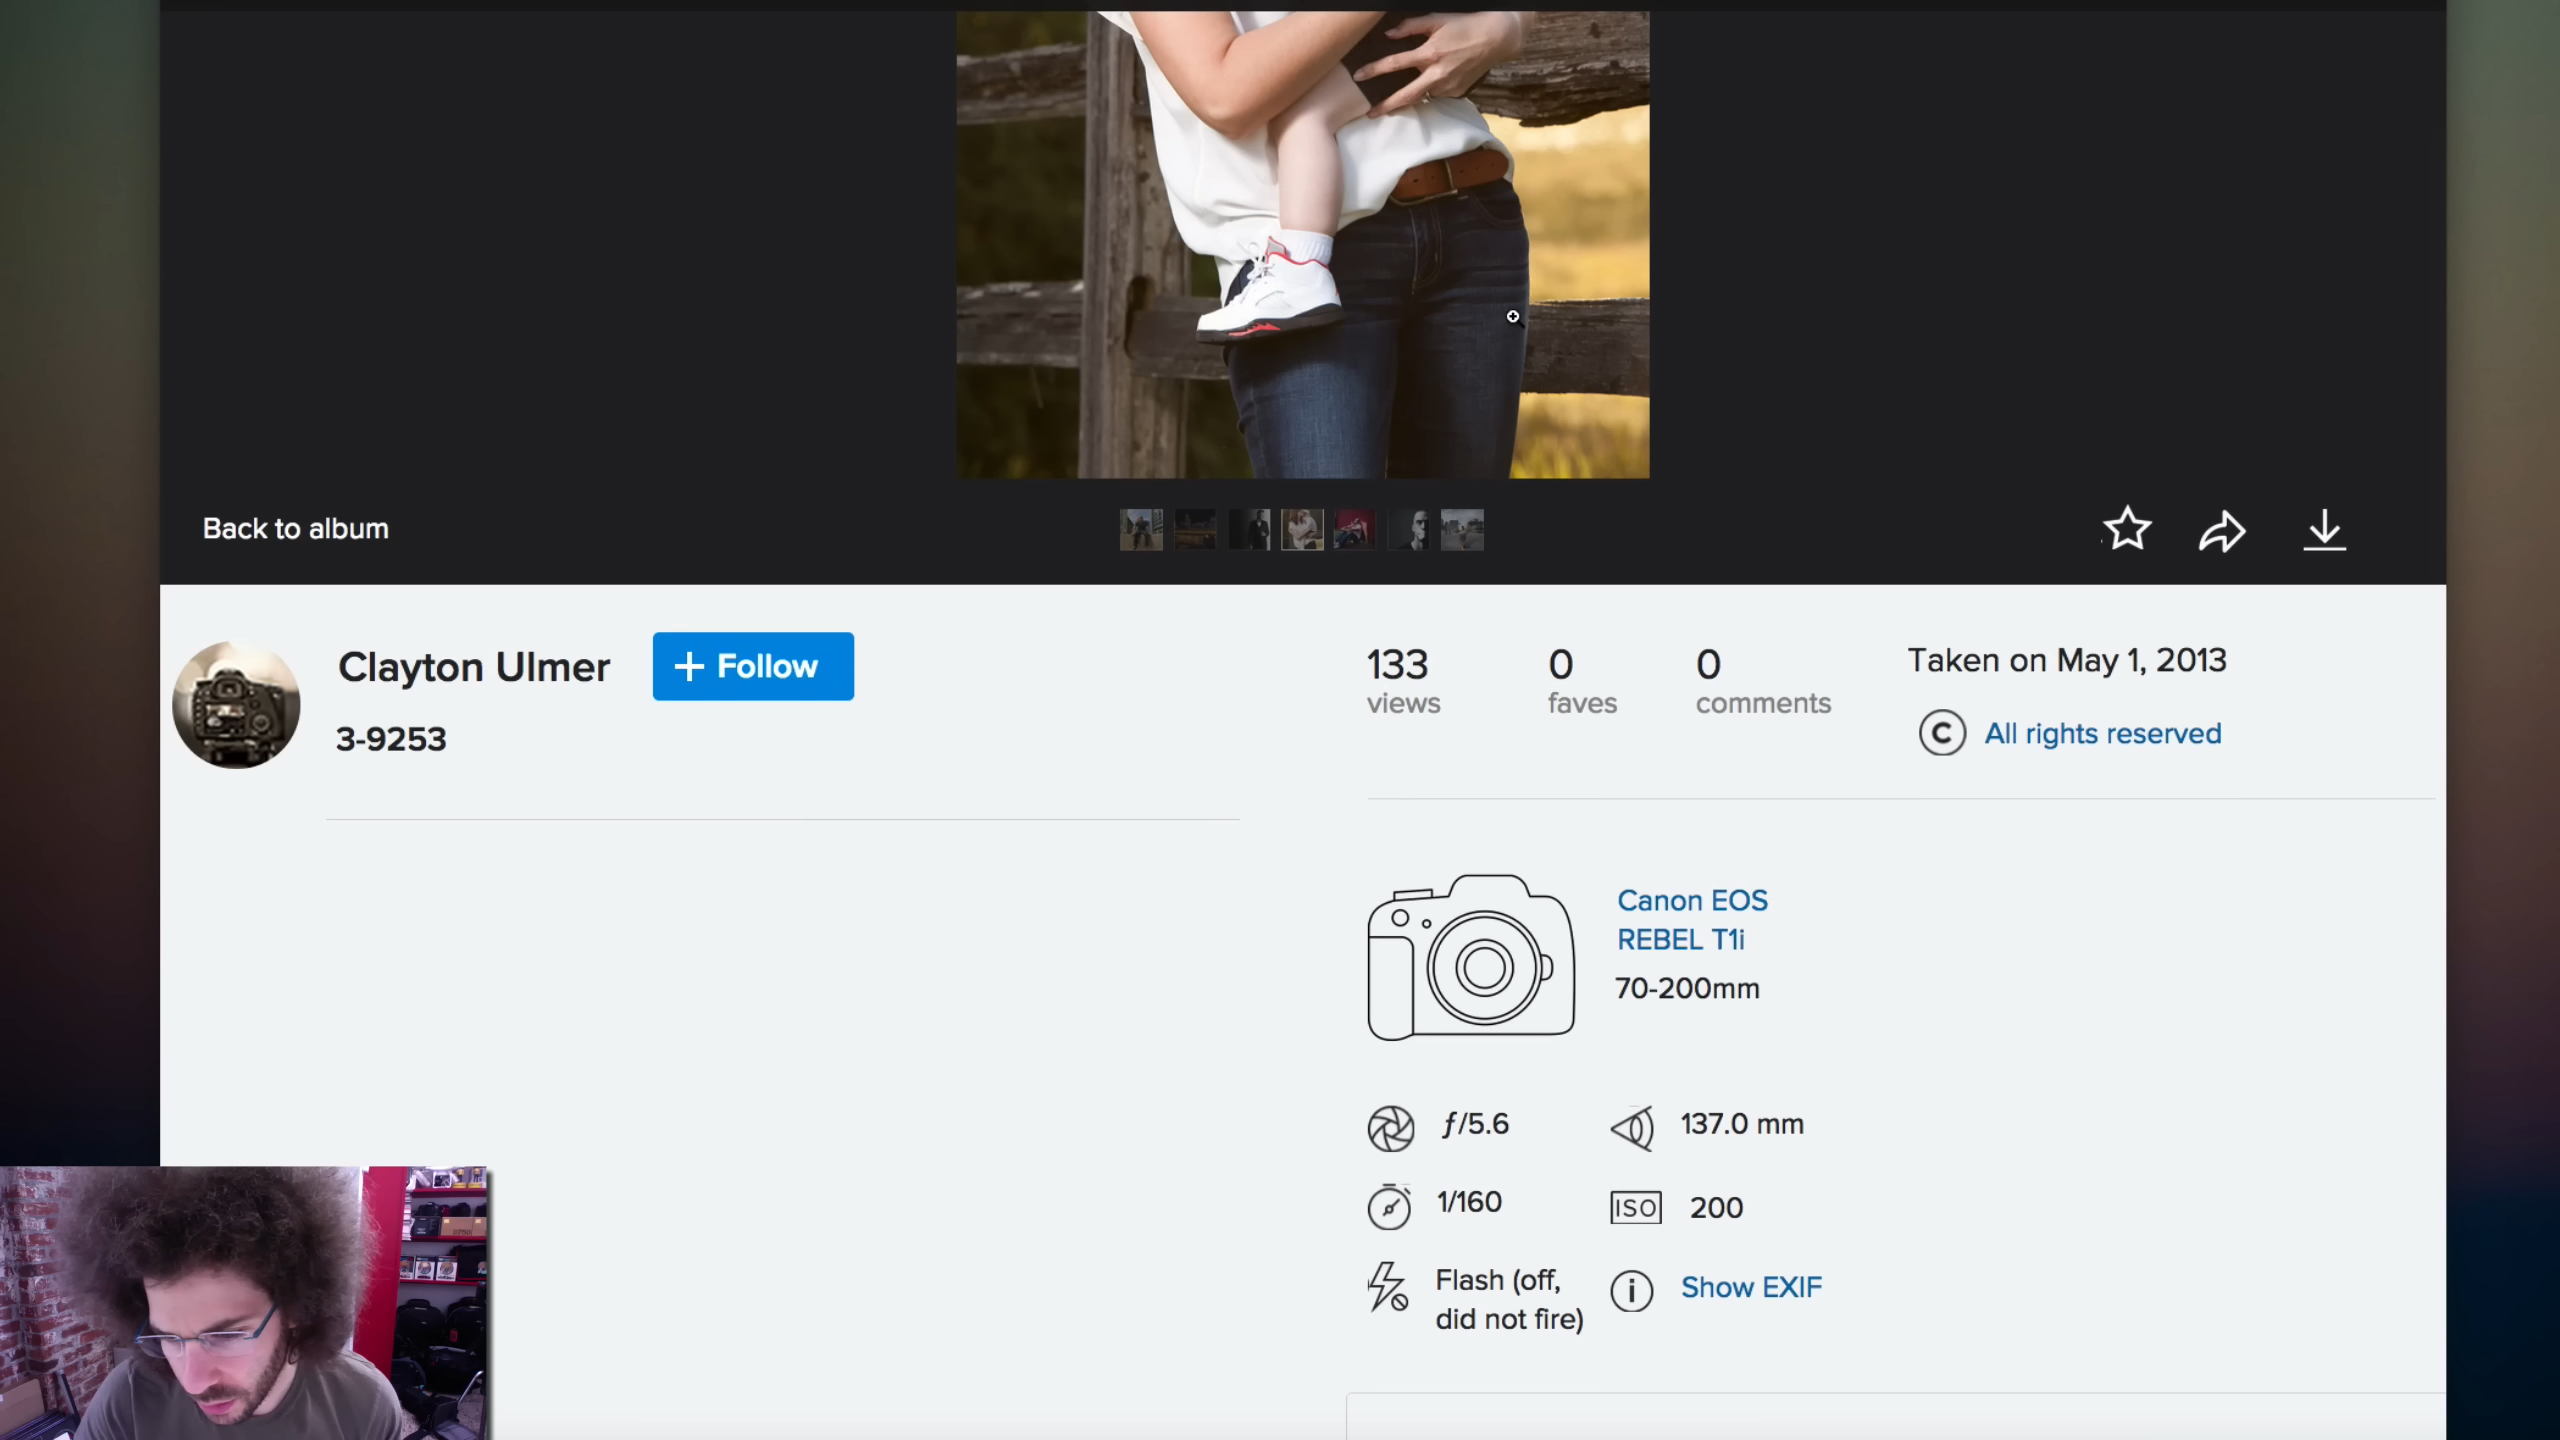 Back to album
Clayton Ulmer
+ Follow
3-9253
133
views
0
faves
0
comments
Taken on May 1, 2013
C All rights reserved
Canon EOS
REBEL T1i
70-200mm
ƒ/5.6
137.0 mm
1/160
ISO 200
Flash (off,
did not fire)
i Show EXIF